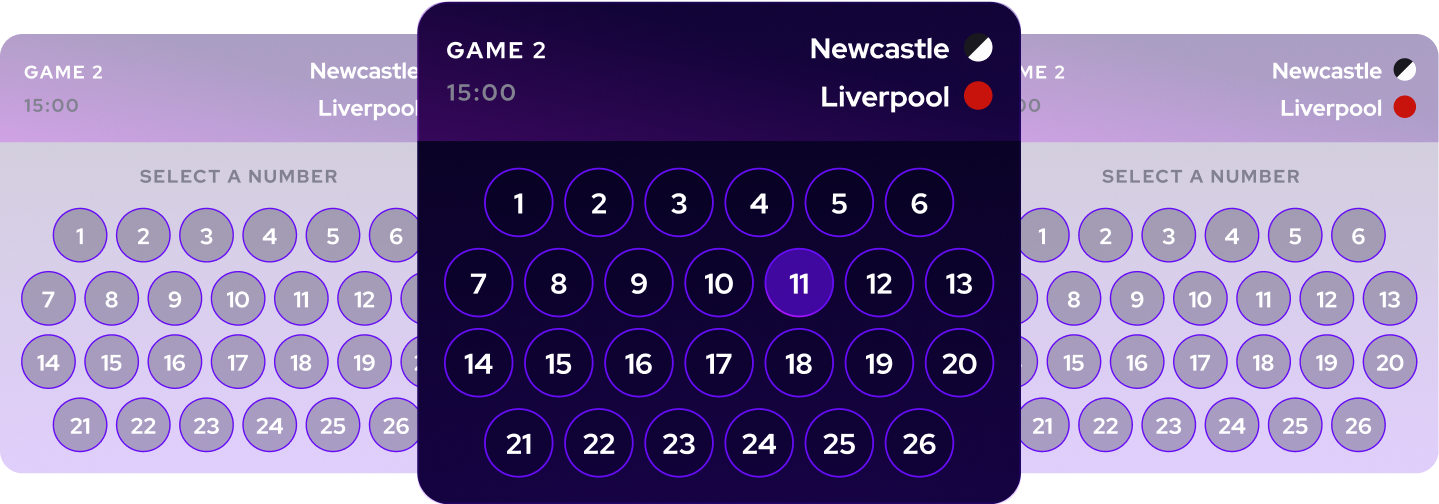 GAME 2
Newcastle
15:00
Liverpool
SELECT A NUMBER
1 2 3 4 5 6
7 8 9 10 11 12
14 15 16 17 18 19
21 22 23 24 25 26
GAME 2
Newcastle
15:00
Liverpool
1 2 3 4 5 6
7 8 9 10 11 12 13
14 15 16 17 18 19 20
21 22 23 24 25 26
ME 2
Newcastle
00
Liverpool
SELECT A NUMBER
1 2 3 4 5 6
8 9 10 11 12 13
15 16 17 18 19 20
21 22 23 24 25 26